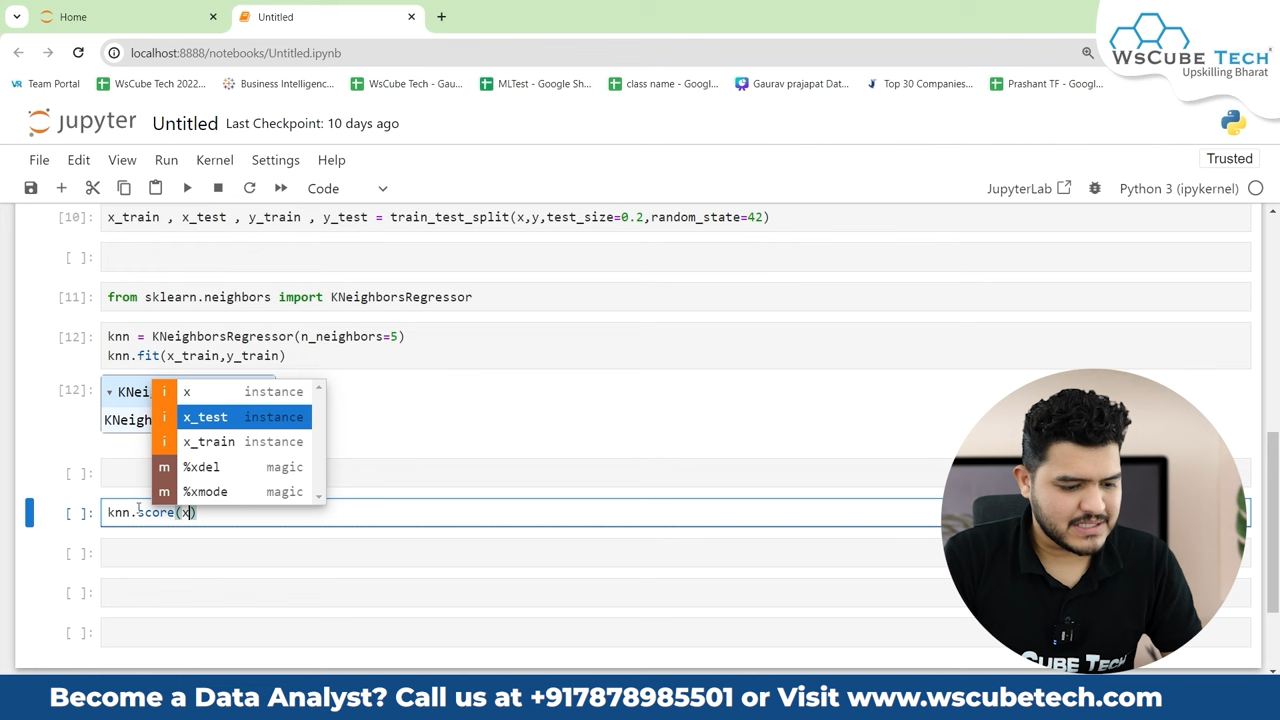 Home
Untitled
WsCube Tech
Upskilling Bharat
localhost:8888/notebooks/Untitled.ipynb
VR Team Portal
WsCube Tech 2022...
Business Intelligenc...
WsCube Tech - Gau...
MLTest - Google Sh...
class name - Googl...
Gaurav prajapat Dat...
Top 30 Companies...
Prashant TF - Googl...
jupyter Untitled Last Checkpoint: 10 days ago
File Edit View Run Kernel Settings Help
Trusted
Code
JupyterLab
Python 3 (ipykernel)
[10]: x_train , x_test , y_train , y_test = train_test_split(x,y,test_size=0.2,random_state=42)
[ ]:
[11]: from sklearn.neighbors import KNeighborsRegressor
[12]: knn = KNeighborsRegressor(n_neighbors=5)
knn.fit(x_train,y_train)
[12]: KNei
KNeigh
i x instance
i x_test instance
i x_train instance
m %xdel magic
m %xmode magic
[ ]:
[ ]: knn.score(x)
[ ]:
[ ]:
[ ]:
CUBE TECH
Become a Data Analyst? Call us at +917878985501 or Visit www.wscubetech.com